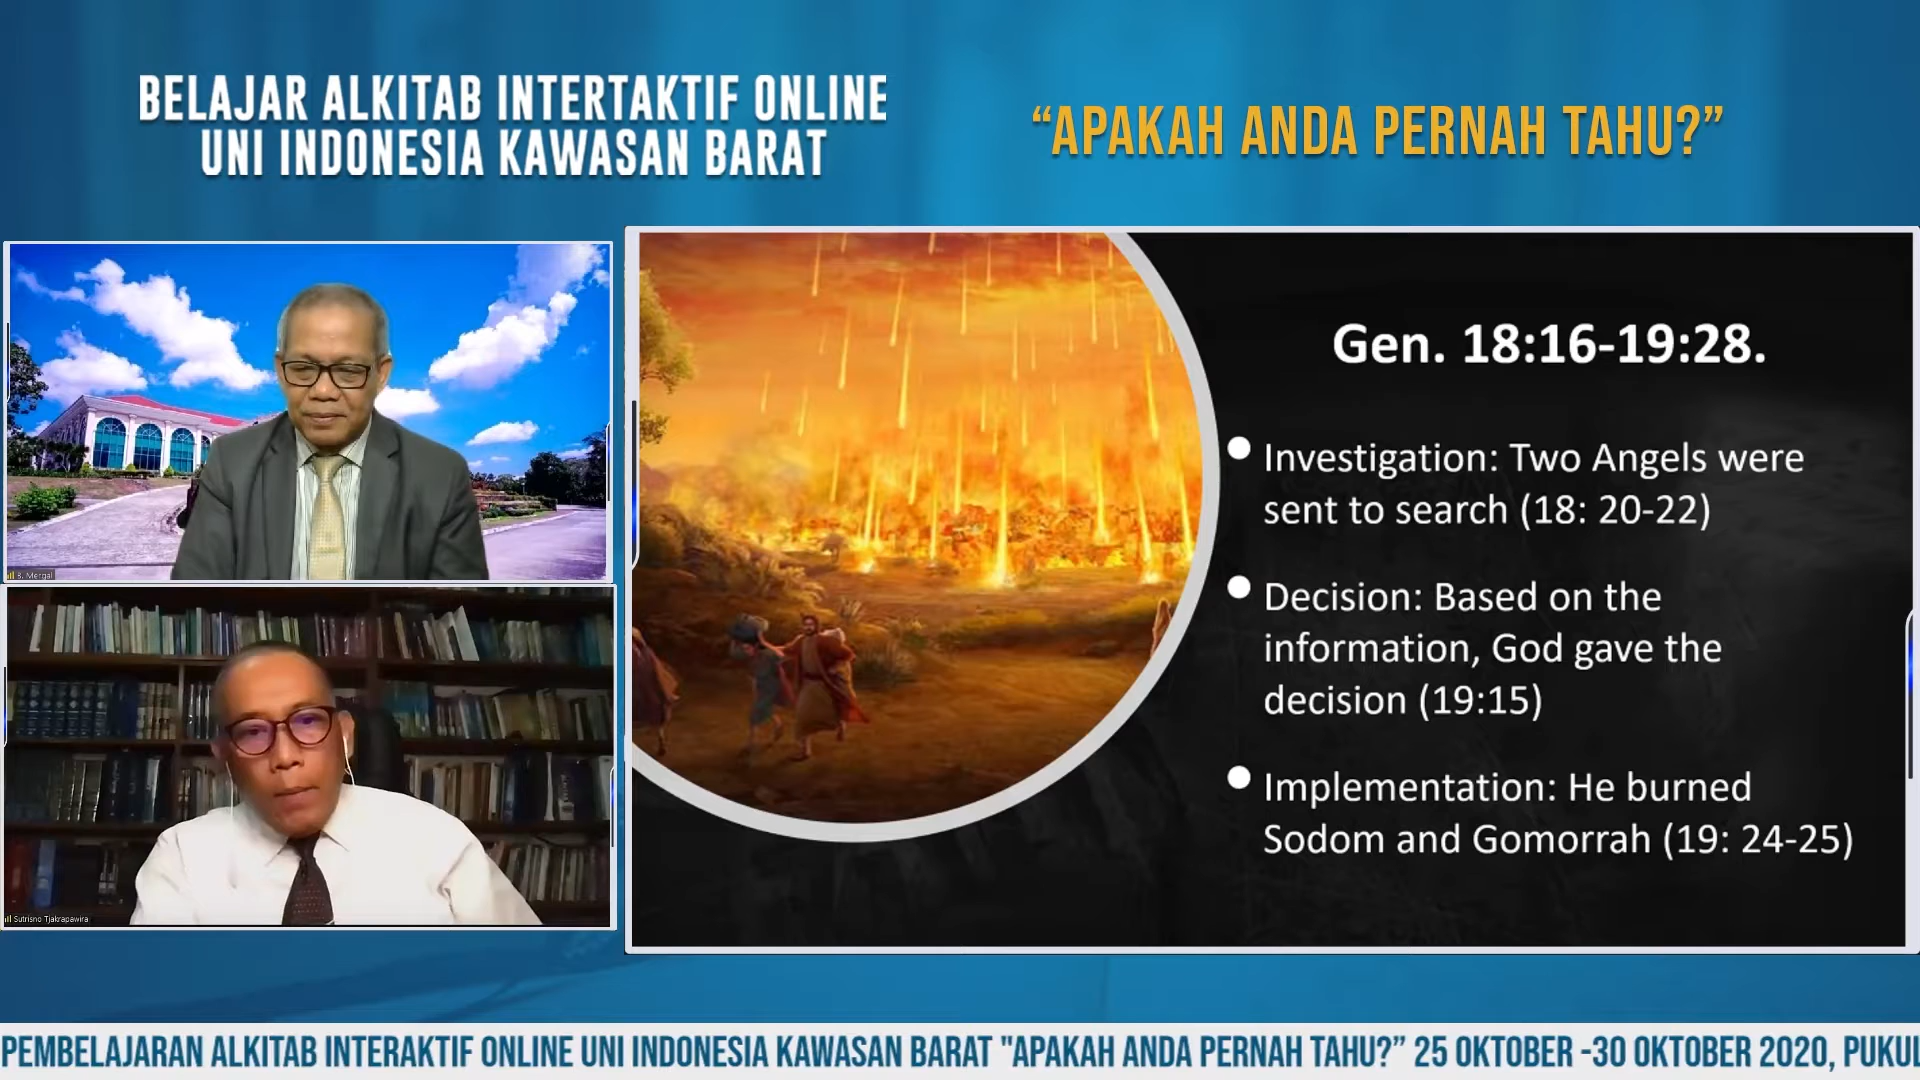 BELAJAR ALKITAB INTERTAKTIF ONLINE
UNI INDONESIA KAWASAN BARAT
“APAKAH ANDA PERNAH TAHU?”
B. Mergal
Sutrisno Tjakrapawira
Gen. 18:16-19:28.
Investigation: Two Angels were
sent to search (18: 20-22)
Decision: Based on the
information, God gave the
decision (19:15)
Implementation: He burned
Sodom and Gomorrah (19: 24-25)
PEMBELAJARAN ALKITAB INTERAKTIF ONLINE UNI INDONESIA KAWASAN BARAT "APAKAH ANDA PERNAH TAHU?” 25 OKTOBER -30 OKTOBER 2020, PUKUL